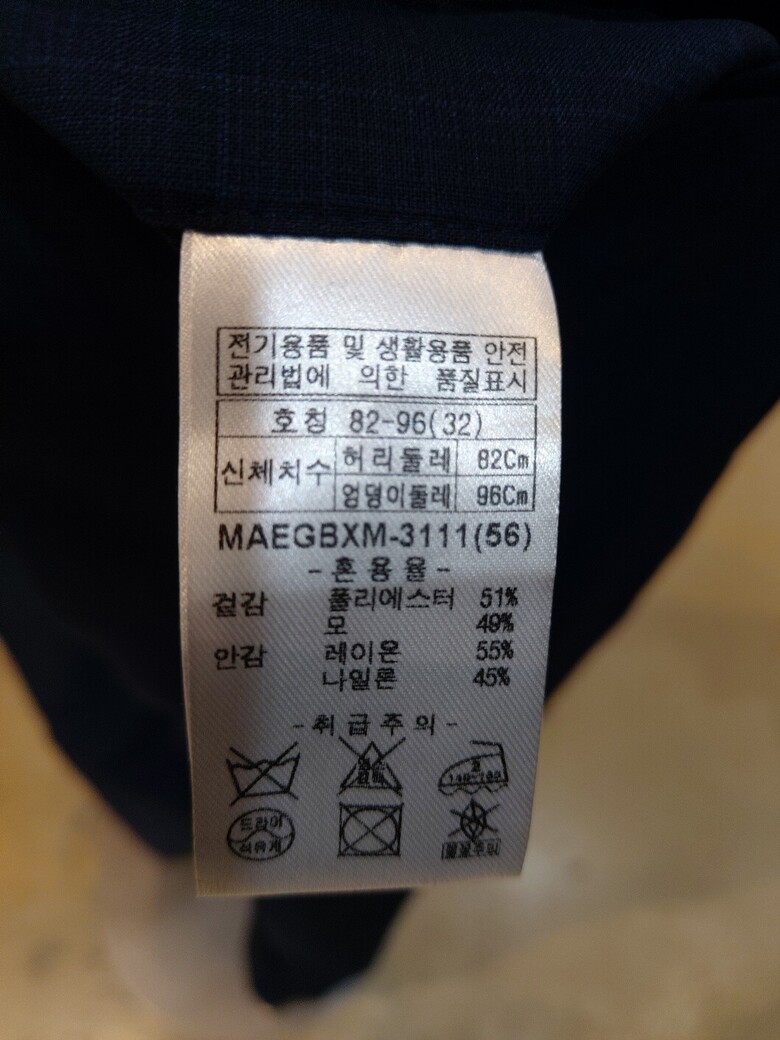 전기용품 및 생활용품 안전
관리법에 의한 품질표시
호칭 82-96(32)
신체치수 허리둘레 82Cm
엉덩이둘레 96Cm
MAEGBXM-3111(56)
-혼용율-
겉감 폴리에스터 51%
모 49%
안감 레이온 55%
나일론 45%
-취급주의-
2
140~160
드라이
석유계